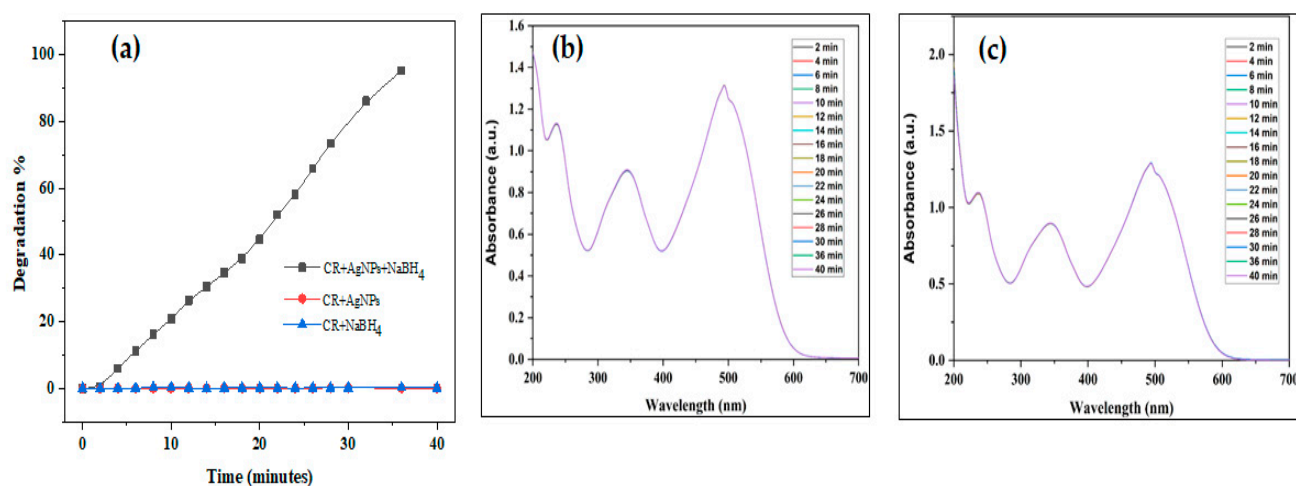 (a)
100
80
60
40
20
0
Degradation %
CR+AgNPs+NaBH4
CR+AgNPs
CR+NaBH4
0 10 20 30 40
Time (minutes)
(b)
1.6
1.4
1.2
1.0
0.8
0.6
0.4
0.2
0.0
Absorbance (a.u.)
2 min
4 min
6 min
8 min
10 min
12 min
14 min
16 min
18 min
20 min
22 min
24 min
26 min
28 min
30 min
36 min
40 min
200 300 400 500 600 700
Wavelength (nm)
(c)
2.0
1.5
1.0
0.5
0.0
Absorbance (a.u.)
2 min
4 min
6 min
8 min
10 min
12 min
14 min
16 min
18 min
20 min
22 min
24 min
26 min
28 min
30 min
36 min
40 min
200 300 400 500 600 700
Wavelength (nm)